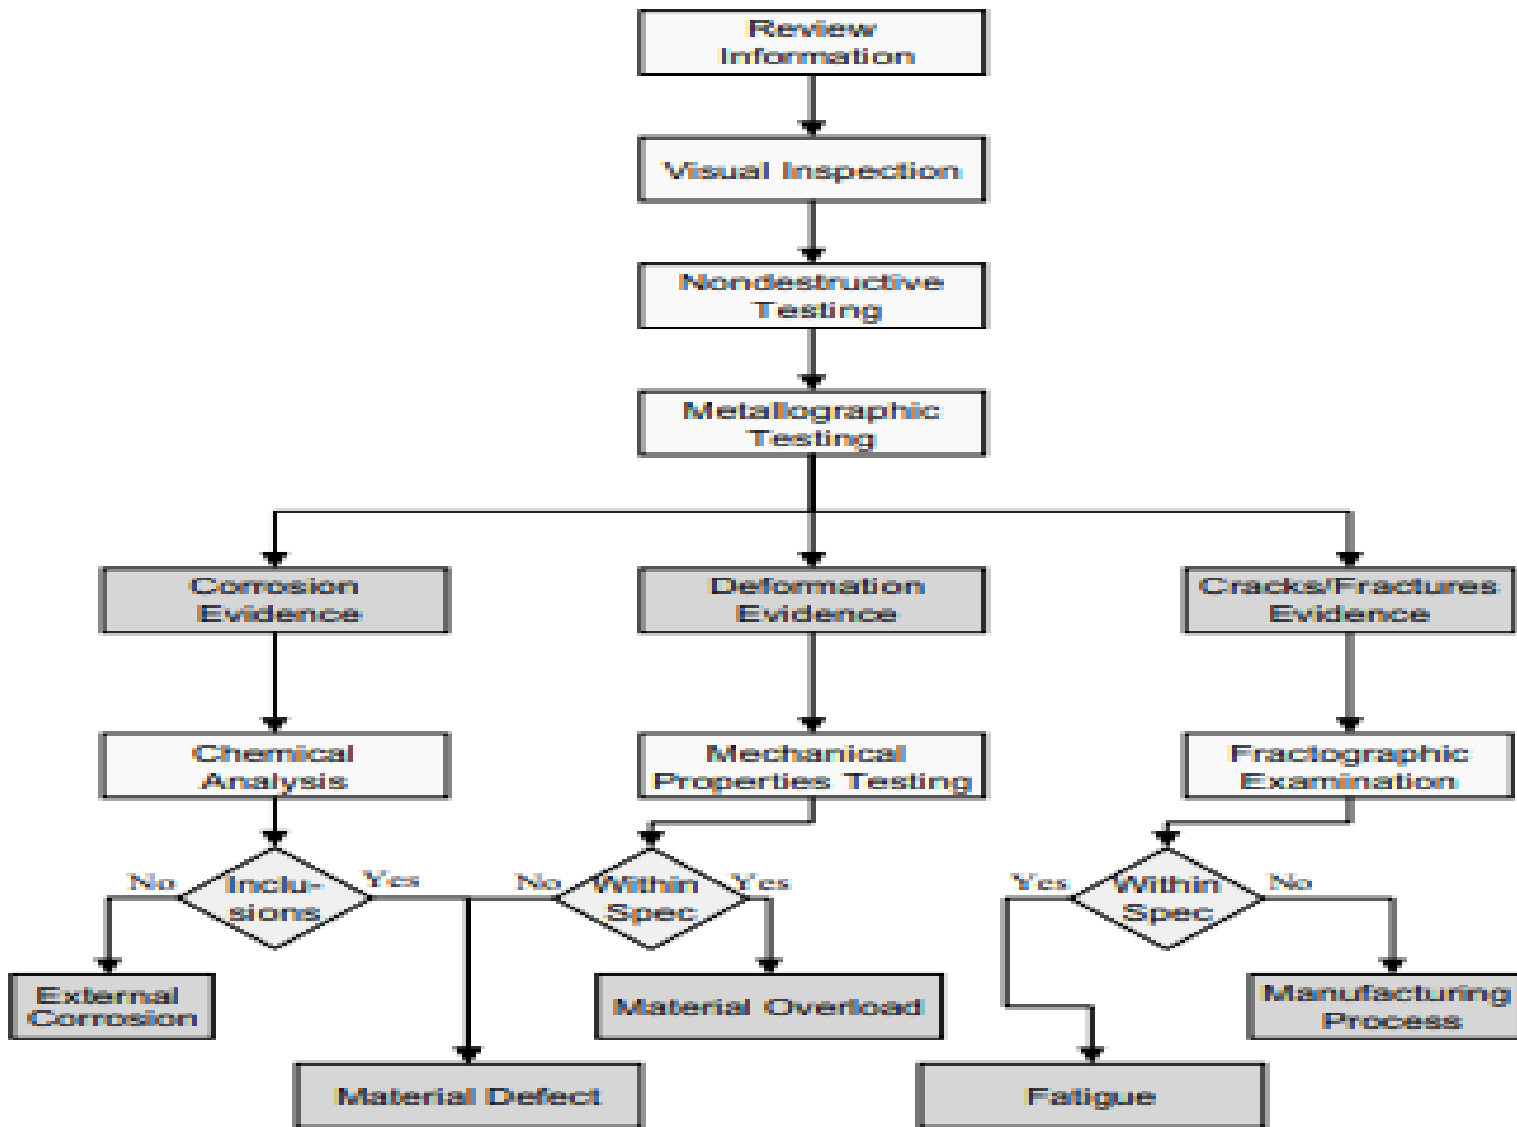 Review
Information
Visual Inspection
Nondestructive
Testing
Metallographic
Testing
Corrosion
Evidence
Deformation
Evidence
Cracks/Fractures
Evidence
Chemical
Analysis
Mechanical
Properties Testing
Fractographic
Examination
No
Inclu-
sions
Yes
No
Within
Spec
Yes
Yes
Within
Spec
No
External
Corrosion
Material Overload
Manufacturing
Process
Material Defect
Fatigue